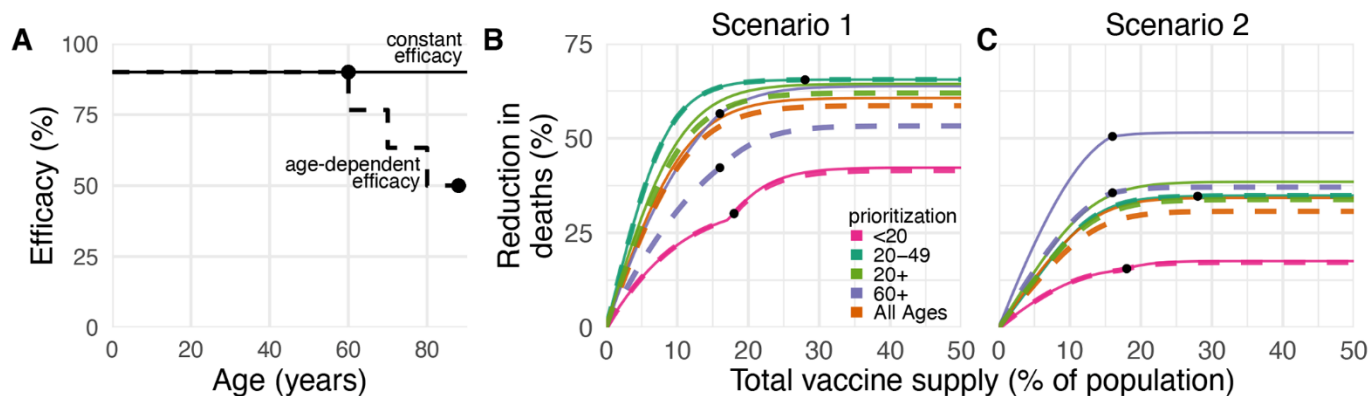 A
Efficacy (%)
100
75
50
25
0
constant
efficacy
age-dependent
efficacy
0 20 40 60 80
Age (years)
B
Scenario 1
Reduction in
deaths (%)
75
50
25
0
prioritization
<20
20−49
20+
60+
All Ages
0 10 20 30 40 50
C
Scenario 2
0 10 20 30 40 50
Total vaccine supply (% of population)